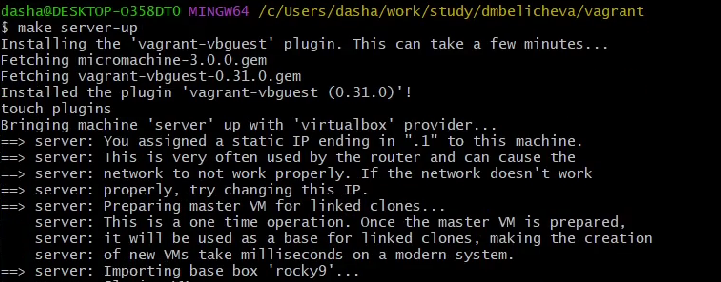 dasha@DESKTOP-O358DTO MINGW64 /c/Users/dasha/work/study/dmbelicheva/vagrant
$ make server-up
Installing the 'vagrant-vbguest' plugin. This can take a few minutes...
Fetching micromachine-3.0.0.gem
Fetching vagrant-vbguest-0.31.0.gem
Installed the plugin 'vagrant-vbguest (0.31.0)'!
touch plugins
Bringing machine 'server' up with 'virtualbox' provider...
==> server: You assigned a static IP ending in ".1" to this machine.
==> server: This is very often used by the router and can cause the
==> server: network to not work properly. If the network doesn't work
==> server: properly, try changing this IP.
==> server: Preparing master VM for linked clones...
    server: This is a one time operation. Once the master VM is prepared,
    server: it will be used as a base for linked clones, making the creation
    server: of new VMs take milliseconds on a modern system.
==> server: Importing base box 'rocky9'...